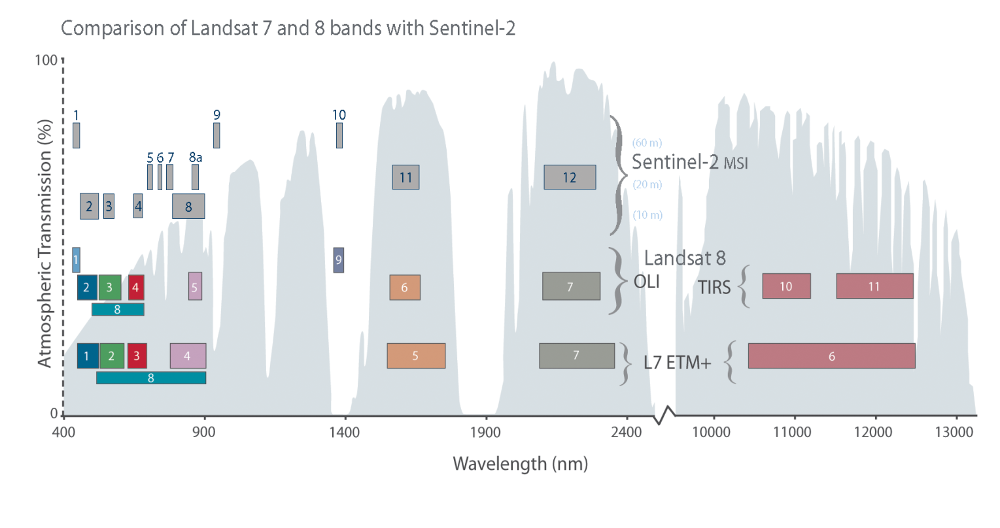 Comparison of Landsat 7 and 8 bands with Sentinel-2
100
Atmospheric Transmission (%)
1 9 10
(60 m)
5 6 7 8a
Sentinel-2 MSI
11 12
(20 m)
2 3 4 8
(10 m)
1 9
Landsat 8
2 3 4 5 6 7 OLI TIRS 10 11
8
1 2 3 4 5 7 L7 ETM+ 6
8
0
400 900 1400 1900 2400 10000 11000 12000 13000
Wavelength (nm)